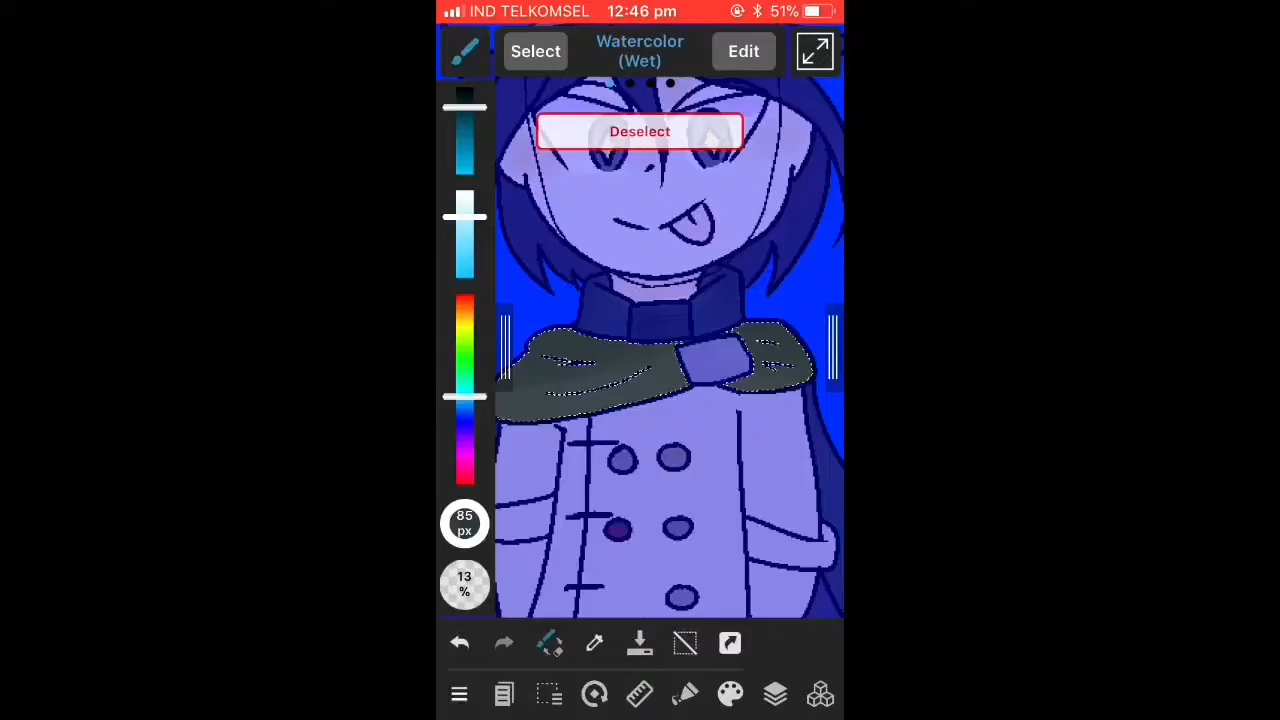 IND TELKOMSEL 12:46 pm 51%
Select Watercolor (Wet) Edit
Deselect
85
px
13
%